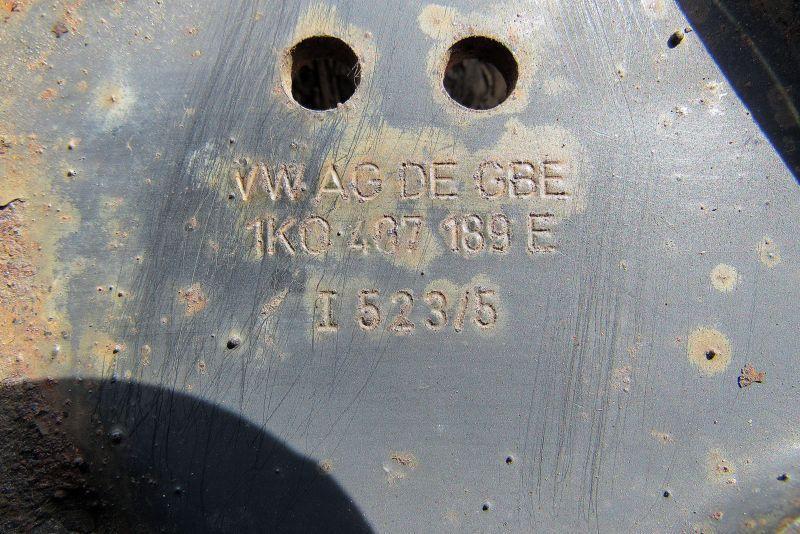 VW AG DE GBE
1K0 407 189 E
I 523/5